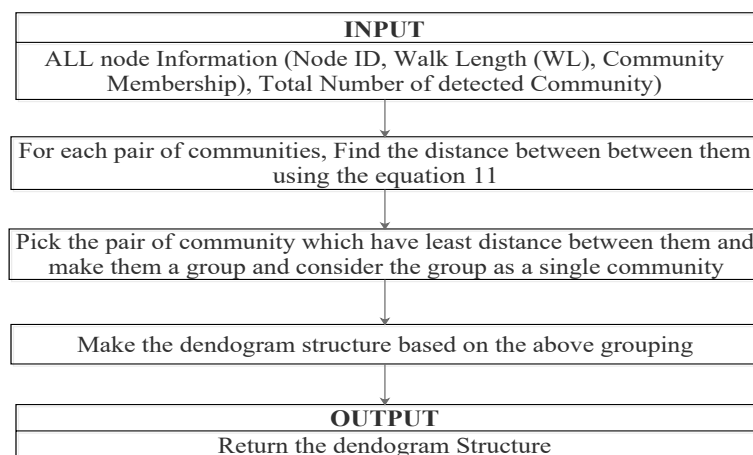 INPUT
ALL node Information (Node ID, Walk Length (WL), Community
Membership), Total Number of detected Community)
For each pair of communities, Find the distance between between them
using the equation 11
Pick the pair of community which have least distance between them and
make them a group and consider the group as a single community
Make the dendogram structure based on the above grouping
OUTPUT
Return the dendogram Structure